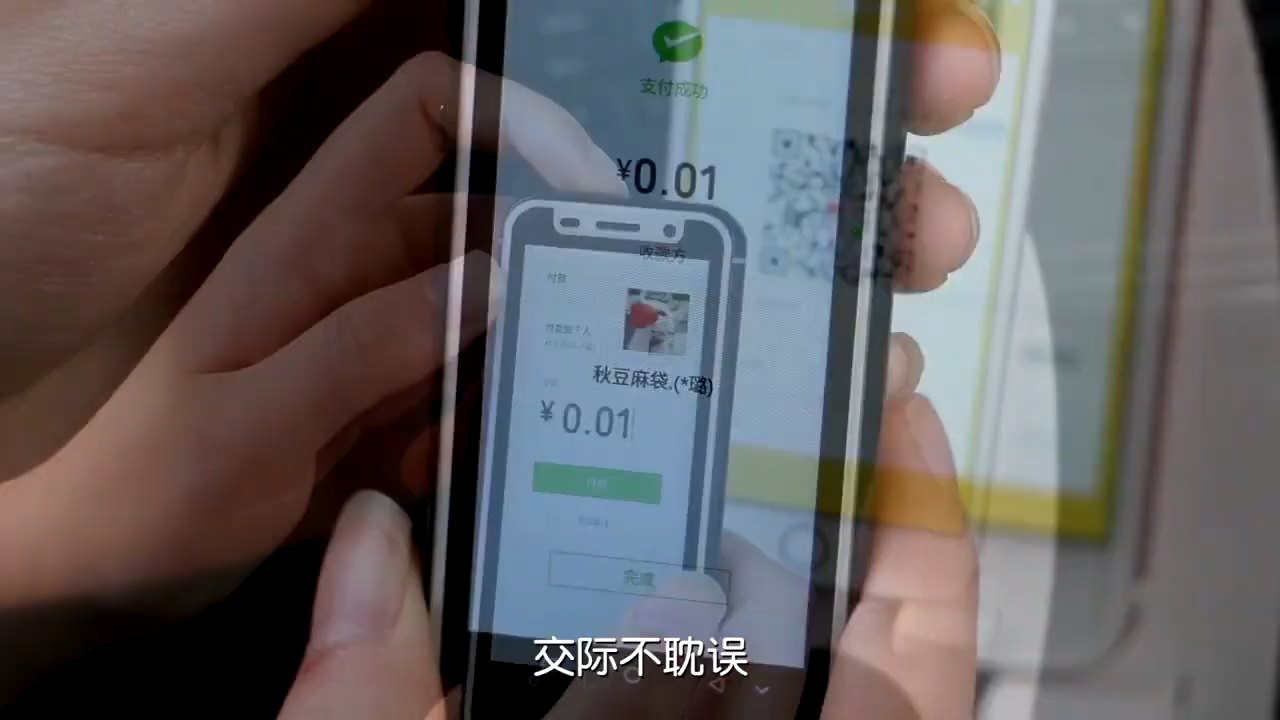 支付成功
¥0.01
收款方
付款
秋豆麻袋.(*璐)
¥0.01
完成
交际不耽误